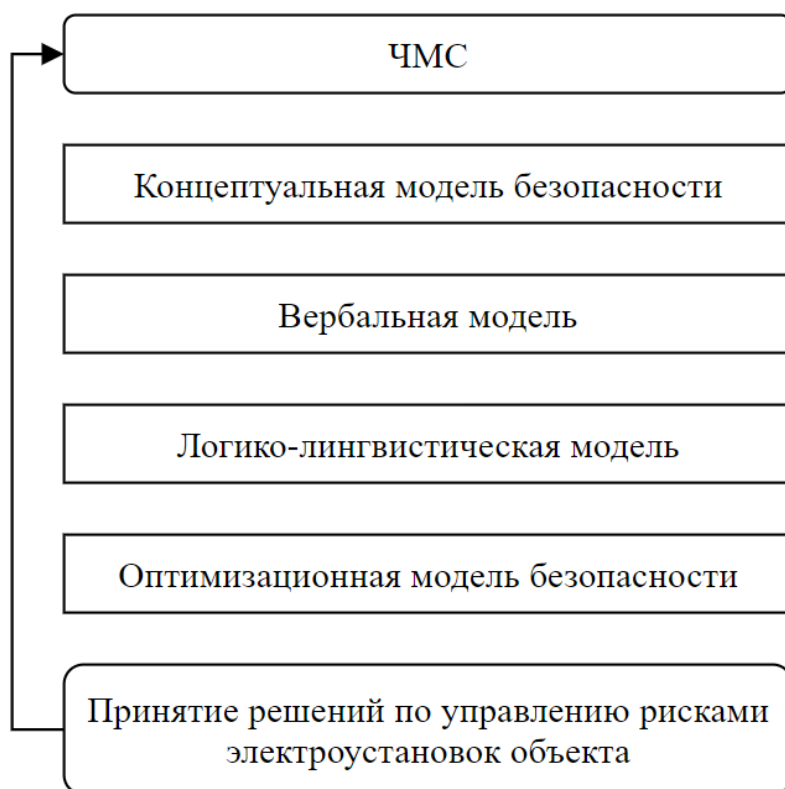 ЧМС
Концептуальная модель безопасности
Вербальная модель
Логико-лингвистическая модель
Оптимизационная модель безопасности
Принятие решений по управлению рисками
электроустановок объекта